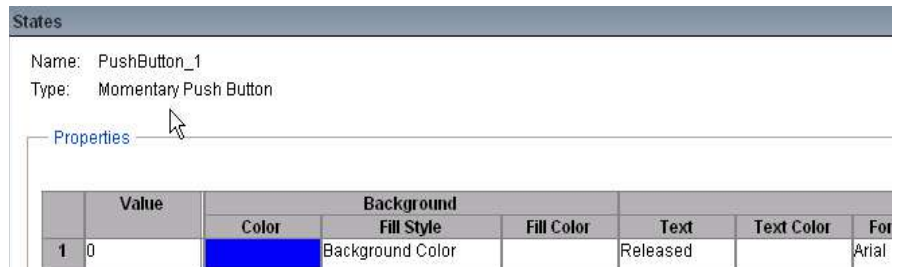 States
Name: PushButton_1
Type: Momentary Push Button
Properties
Value Background
Color Fill Style Fill Color Text Text Color For
1 0 Background Color Released Arial